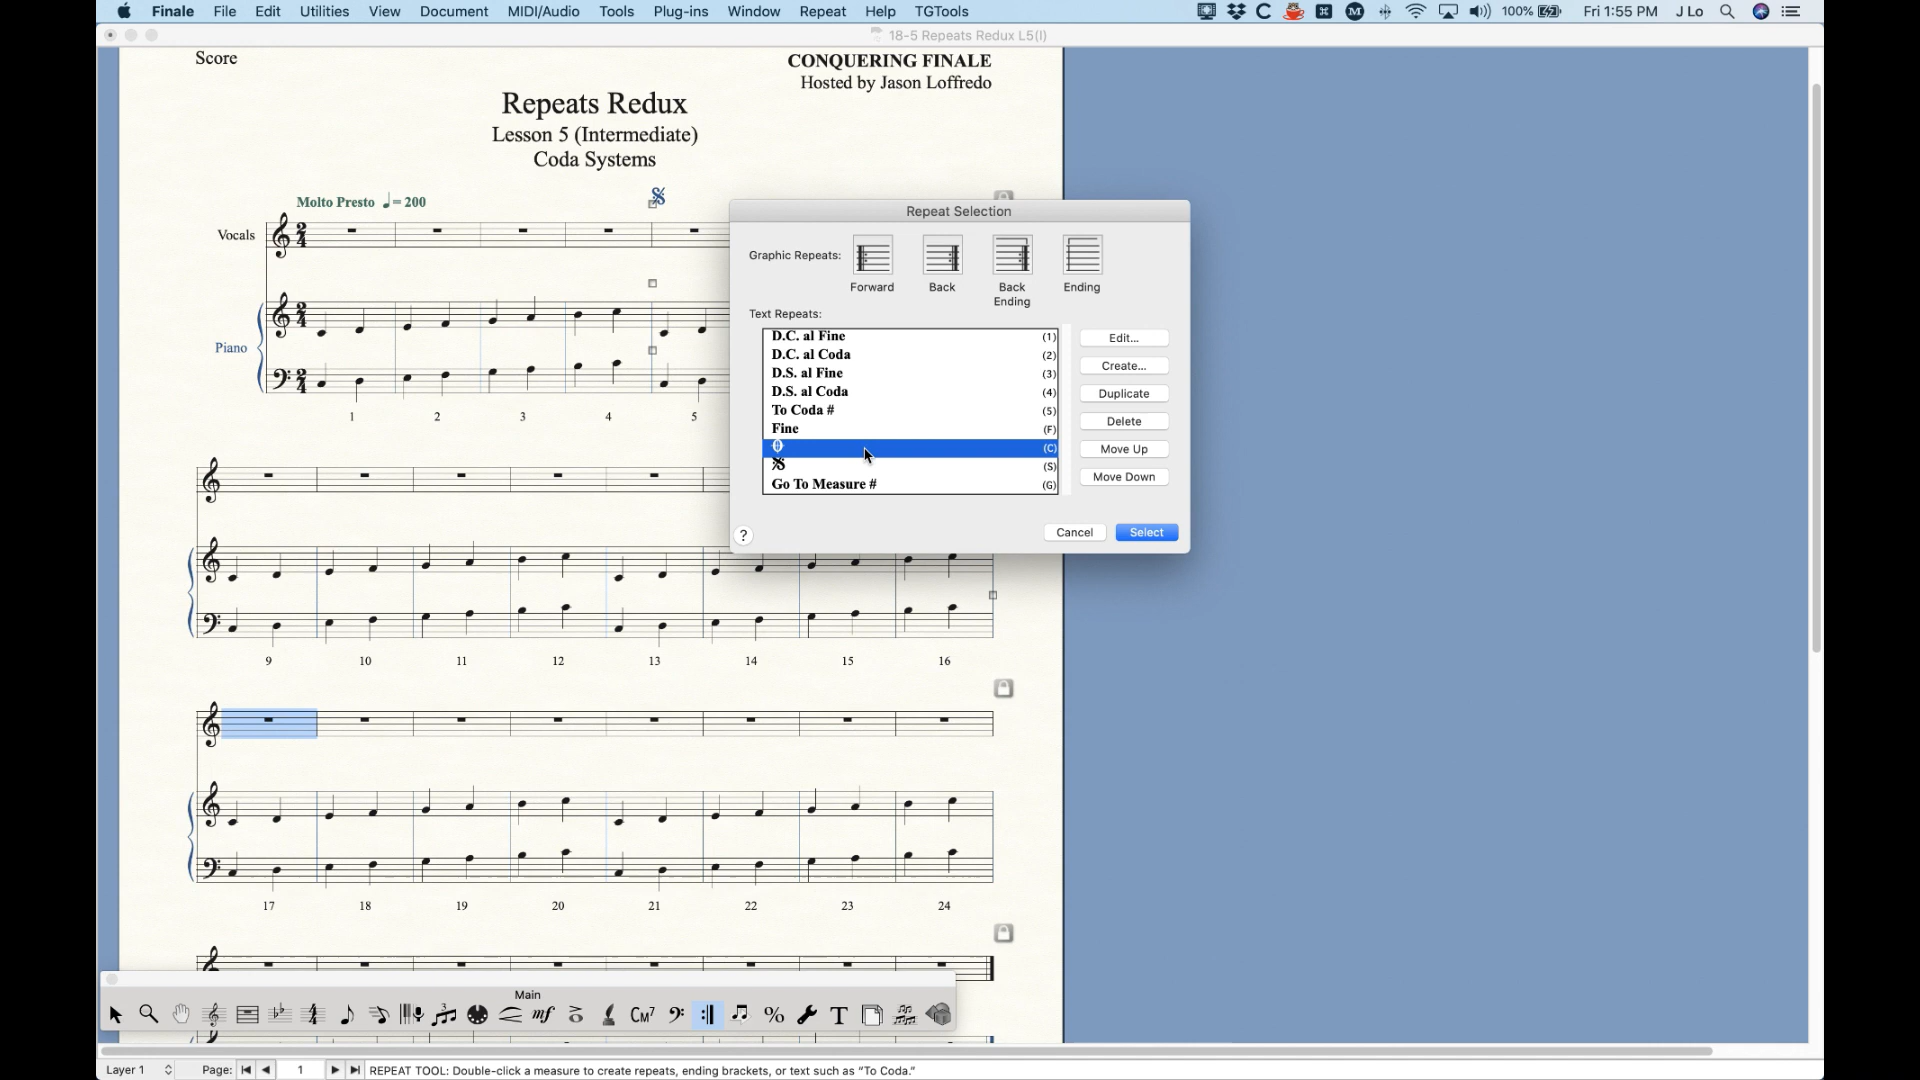 Finale File Edit Utilities View Document MIDI/Audio Tools Plug-ins Window Repeat Help TGTools 100% Fri 1:55 PM J Lo
18-5 Repeats Redux L5(I)
Score
CONQUERING FINALE
Hosted by Jason Loffredo
Repeats Redux
Lesson 5 (Intermediate)
Coda Systems
Molto Presto ♩= 200
Vocals
Piano
1 2 3 4 5
Repeat Selection
Graphic Repeats:
Forward Back Back Ending Ending
Text Repeats:
D.C. al Fine (1)
D.C. al Coda (2)
D.S. al Fine (3)
D.S. al Coda (4)
To Coda # (5)
Fine (F)
(C)
(S)
Go To Measure # (G)
Edit...
Create...
Duplicate
Delete
Move Up
Move Down
? Cancel Select
9 10 11 12 13 14 15 16
17 18 19 20 21 22 23 24
Main
mf CM7 % T
Layer 1 Page: 1 REPEAT TOOL: Double-click a measure to create repeats, ending brackets, or text such as “To Coda.”